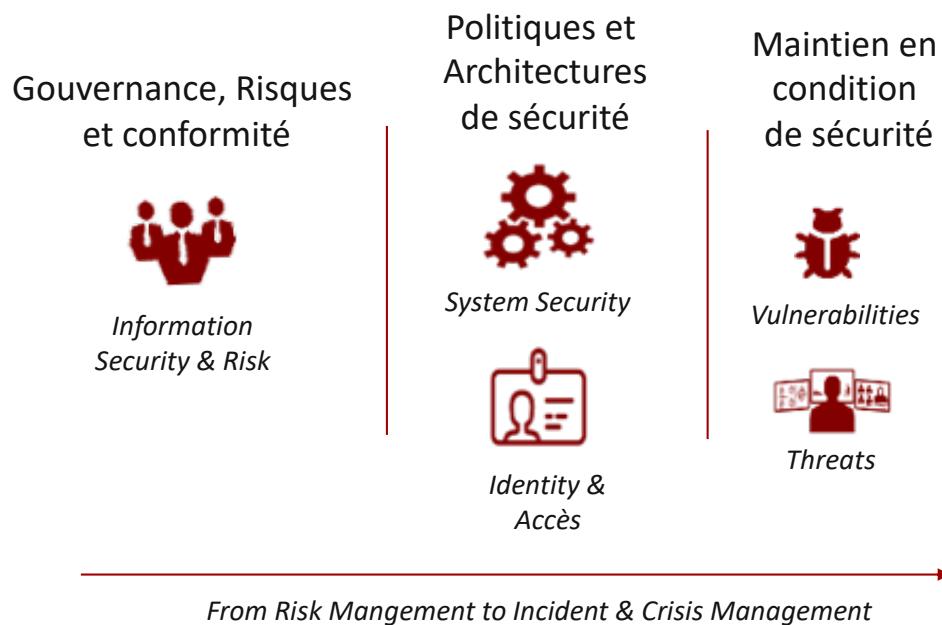 Gouvernance, Risques
et conformité
Information
Security & Risk
Politiques et
Architectures
de sécurité
System Security
Identity &
Accès
Maintien en
condition
de sécurité
Vulnerabilities
Threats
From Risk Mangement to Incident & Crisis Management